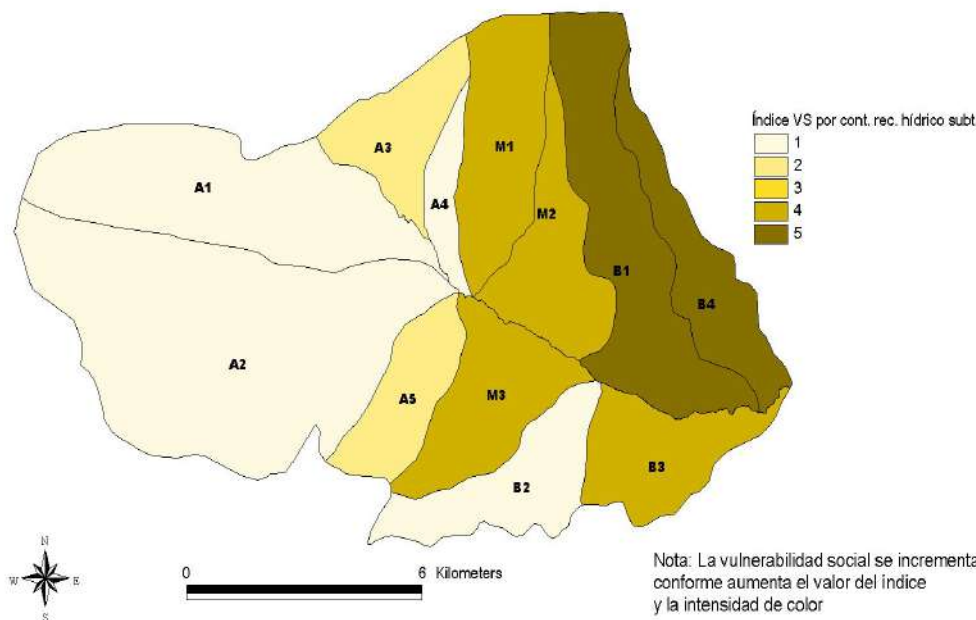 A3
M1
A1
A4
M2
B1
B4
A2
A5
M3
B2
B3
Índice VS por cont. rec. hídrico subt.
1
2
3
4
5
N
W E
S
0 6 Kilometers
Nota: La vulnerabilidad social se incrementa
conforme aumenta el valor del índice
y la intensidad de color